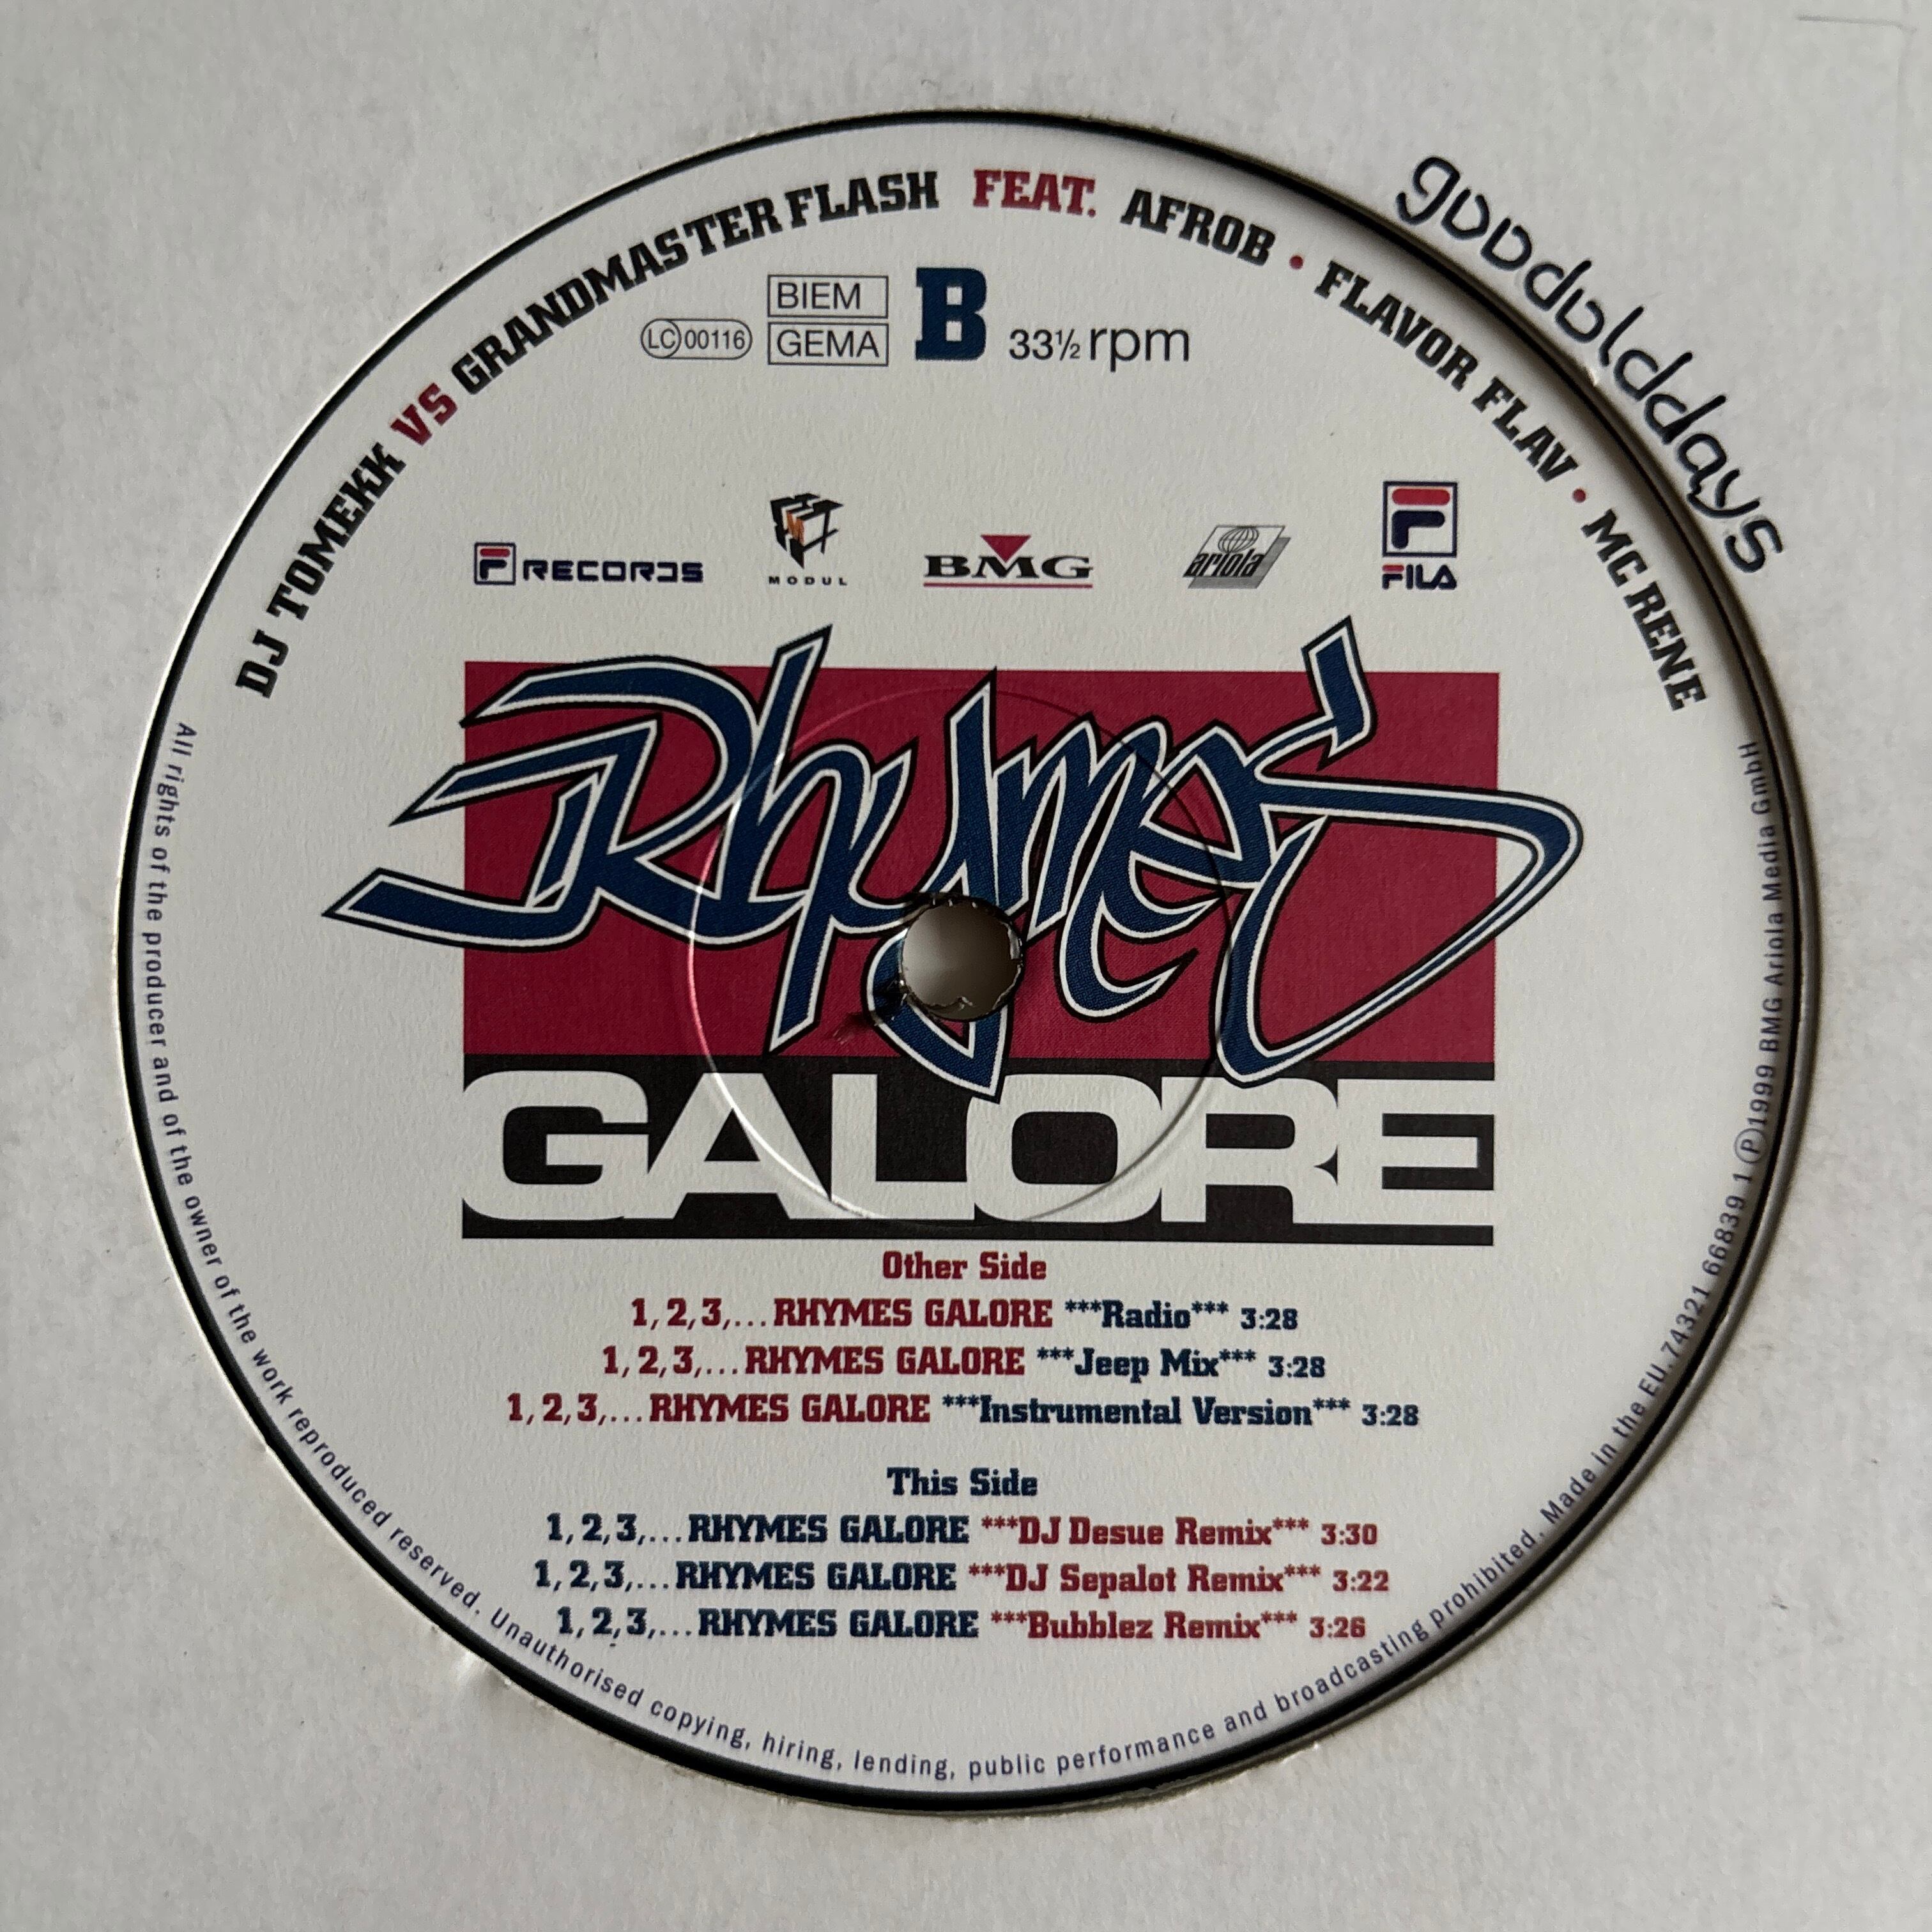 DJ TOMEKK VS GRANDMASTER FLASH FEAT. AFROB • FLAVOR FLAV • MC RENE
goodolddays
BIEM
LC 00116 GEMA B 33½ rpm
F RECORDS MODUL BMG ariola FILA
Rhymes
GALORE
Other Side
1,2,3,...RHYMES GALORE ***Radio*** 3:28
1,2,3,...RHYMES GALORE ***Jeep Mix*** 3:28
1,2,3,...RHYMES GALORE ***Instrumental Version*** 3:28
This Side
1,2,3,...RHYMES GALORE ***DJ Desue Remix*** 3:30
1,2,3,...RHYMES GALORE ***DJ Sepalot Remix*** 3:22
1,2,3,...RHYMES GALORE ***Bubblez Remix*** 3:26
All rights of the producer and of the owner of the work reproduced reserved. Unauthorised copying, hiring, lending, public performance and broadcasting prohibited. Made in the EU. 74321 66839 1 ℗1999 BMG Ariola Media GmbH